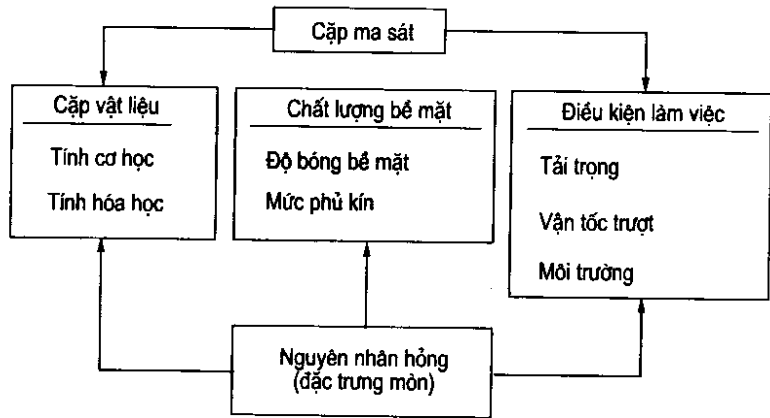 Cặp ma sát
Cặp vật liệu
Tính cơ học
Tính hóa học
Chất lượng bề mặt
Độ bóng bề mặt
Mức phủ kín
Điều kiện làm việc
Tải trọng
Vận tốc trượt
Môi trường
Nguyên nhân hỏng
(đặc trưng mòn)